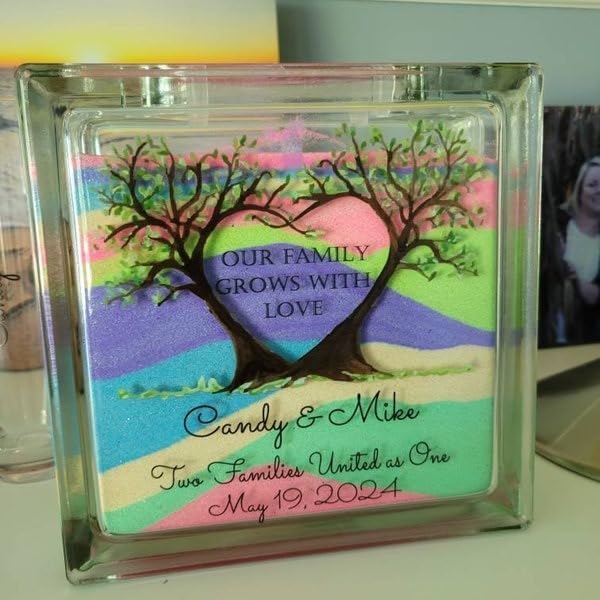 OUR FAMILY
GROWS WITH
LOVE
Candy & Mike
Two Families United as One
May 19, 2024